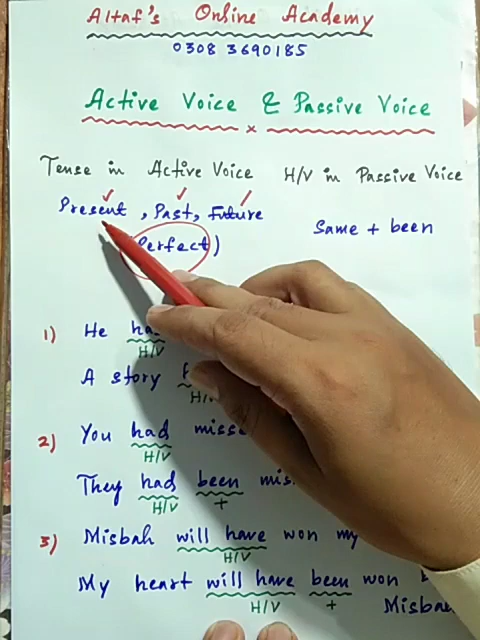 Altaf's Online Academy
0308 3690185
Active Voice & Passive Voice
×
Tense in Active Voice H/V in Passive Voice
Present, Past, Future
Perfect) Same + been
1) He
H/V
A story
2) You had
H/V
They had been
H/V +
3) Misbah will have won my
H/V
My heart will have been won
H/V + Misbah